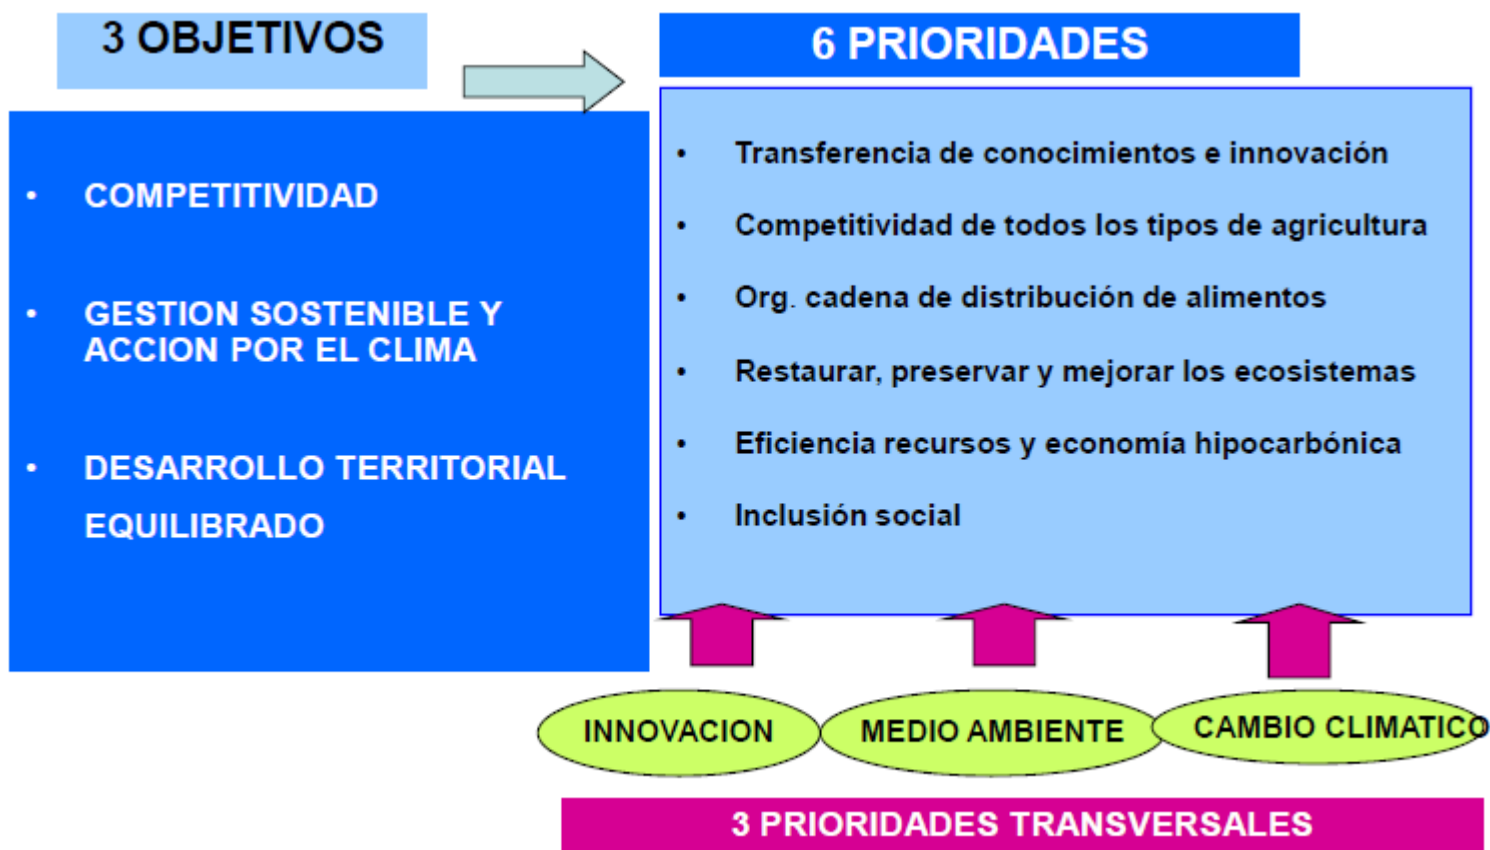 3 OBJETIVOS
• COMPETITIVIDAD
• GESTION SOSTENIBLE Y
ACCION POR EL CLIMA
• DESARROLLO TERRITORIAL
EQUILIBRADO
6 PRIORIDADES
• Transferencia de conocimientos e innovación
• Competitividad de todos los tipos de agricultura
• Org. cadena de distribución de alimentos
• Restaurar, preservar y mejorar los ecosistemas
• Eficiencia recursos y economía hipocarbónica
• Inclusión social
INNOVACION
MEDIO AMBIENTE
CAMBIO CLIMATICO
3 PRIORIDADES TRANSVERSALES